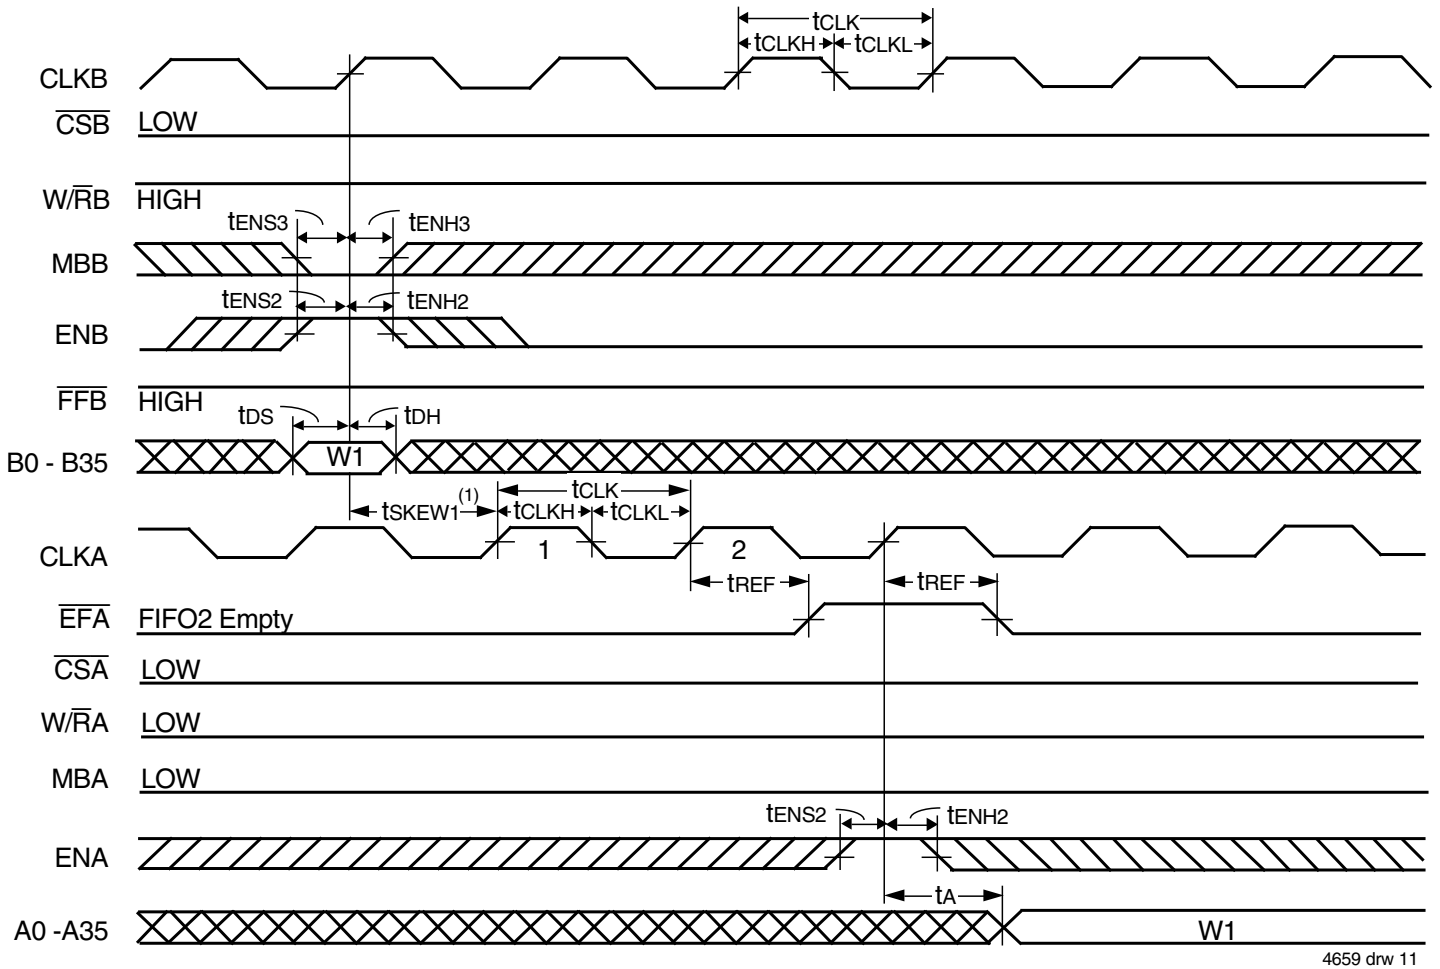 tCLK
tCLKH tCLKL
CLKB
CSB LOW
W/RB HIGH
tENS3 tENH3
MBB
tENS2 tENH2
ENB
FFB HIGH
tDS tDH
B0 - B35 W1
tSKEW1(1) tCLK
tCLKH tCLKL
CLKA 1 2
tREF tREF
EFA FIFO2 Empty
CSA LOW
W/RA LOW
MBA LOW
tENS2 tENH2
ENA
tA
A0 -A35 W1
4659 drw 11